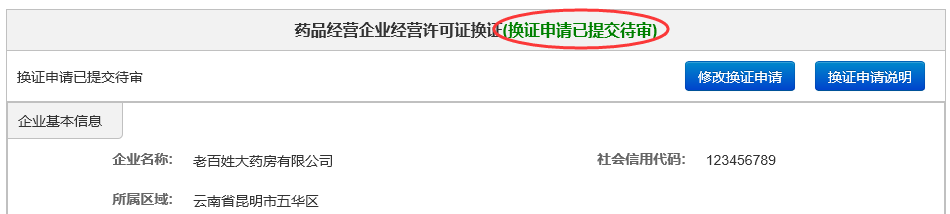 药品经营企业经营许可证换证(换证申请已提交待审)
换证申请已提交待审 修改换证申请 换证申请说明
企业基本信息
企业名称: 老百姓大药房有限公司 社会信用代码: 123456789
所属区域: 云南省昆明市五华区